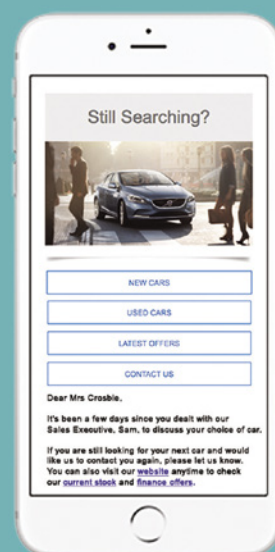 Still Searching?
NEW CARS
USED CARS
LATEST OFFERS
CONTACT US
Dear Mrs Crosbie,
It's been a few days since you dealt with our
Sales Executive, Sam, to discuss your choice of car.
If you are still looking for your next car and would
like us to contact you again, please let us know.
You can also visit our website anytime to check
our current stock and finance offers.